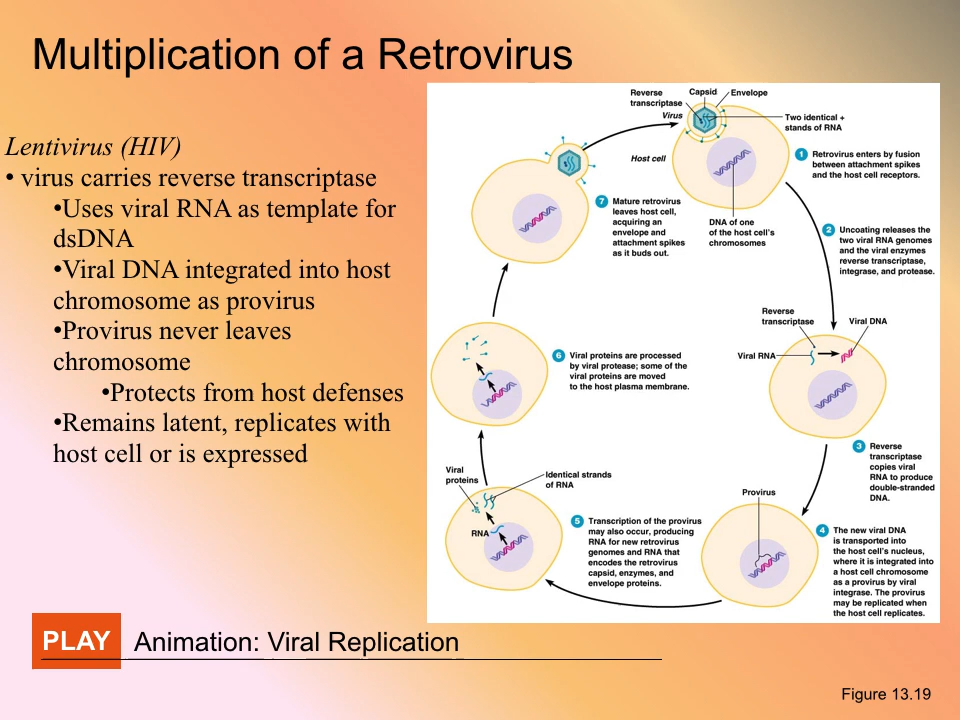 Multiplication of a Retrovirus
Lentivirus (HIV)
• virus carries reverse transcriptase
•Uses viral RNA as template for
dsDNA
•Viral DNA integrated into host
chromosome as provirus
•Provirus never leaves
chromosome
•Protects from host defenses
•Remains latent, replicates with
host cell or is expressed
Reverse
transcriptase
Capsid
Envelope
Virus
Two identical +
stands of RNA
Host cell
DNA of one
of the host cell's
chromosomes
1 Retrovirus enters by fusion
between attachment spikes
and the host cell receptors.
2 Uncoating releases the
two viral RNA genomes
and the viral enzymes
reverse transcriptase,
integrase, and protease.
Reverse
transcriptase
Viral DNA
Viral RNA
3 Reverse
transcriptase
copies viral
RNA to produce
double-stranded
DNA.
Provirus
4 The new viral DNA
is transported into
the host cell's nucleus,
where it is integrated into
a host cell chromosome
as a provirus by viral
integrase. The provirus
may be replicated when
the host cell replicates.
Viral
proteins
Identical strands
of RNA
RNA
5 Transcription of the provirus
may also occur, producing
RNA for new retrovirus
genomes and RNA that
encodes the retrovirus
capsid, enzymes, and
envelope proteins.
6 Viral proteins are processed
by viral protease; some of the
viral proteins are moved
to the host plasma membrane.
7 Mature retrovirus
leaves host cell,
acquiring an
envelope and
attachment spikes
as it buds out.
PLAY Animation: Viral Replication
Figure 13.19